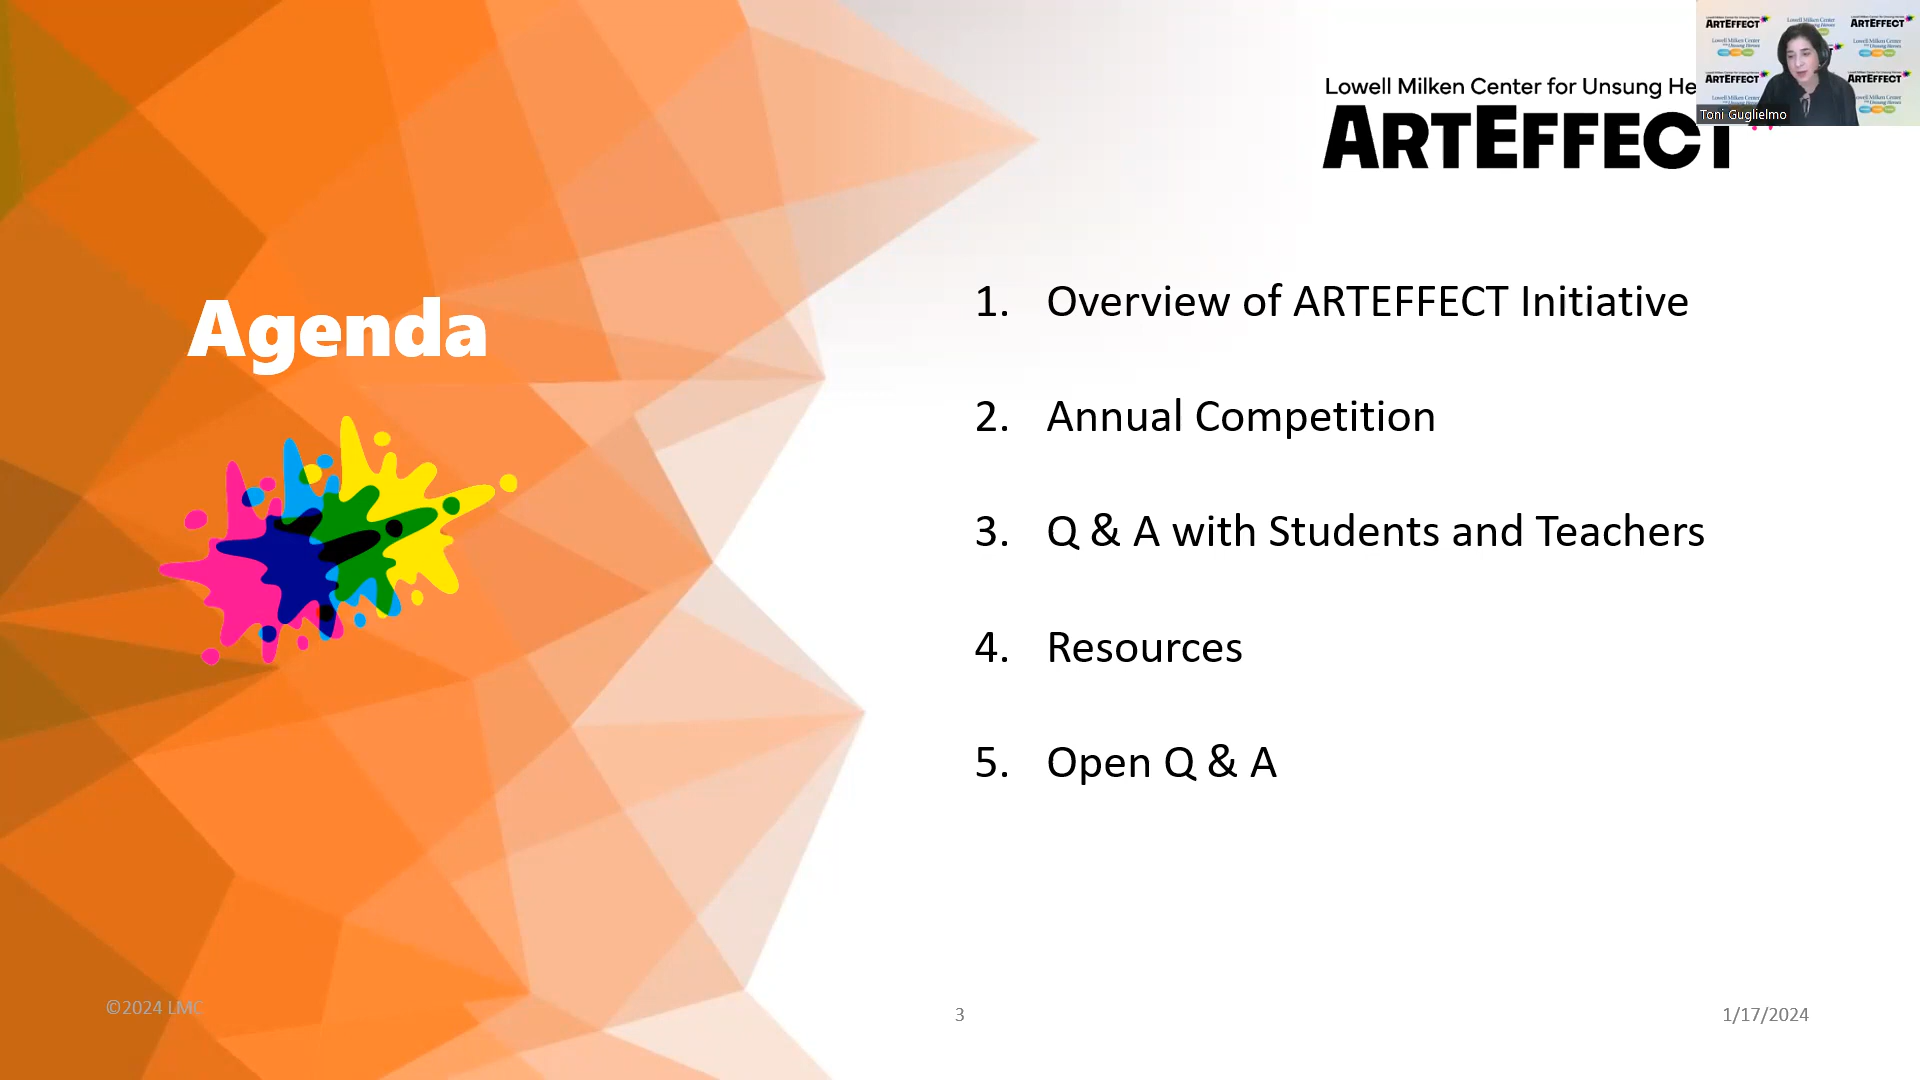 Lowell Milken Center for Unsung He
ARTEFFECT
Toni Guglielmo
Agenda
1. Overview of ARTEFFECT Initiative
2. Annual Competition
3. Q & A with Students and Teachers
4. Resources
5. Open Q & A
©2024 LMC
3
1/17/2024